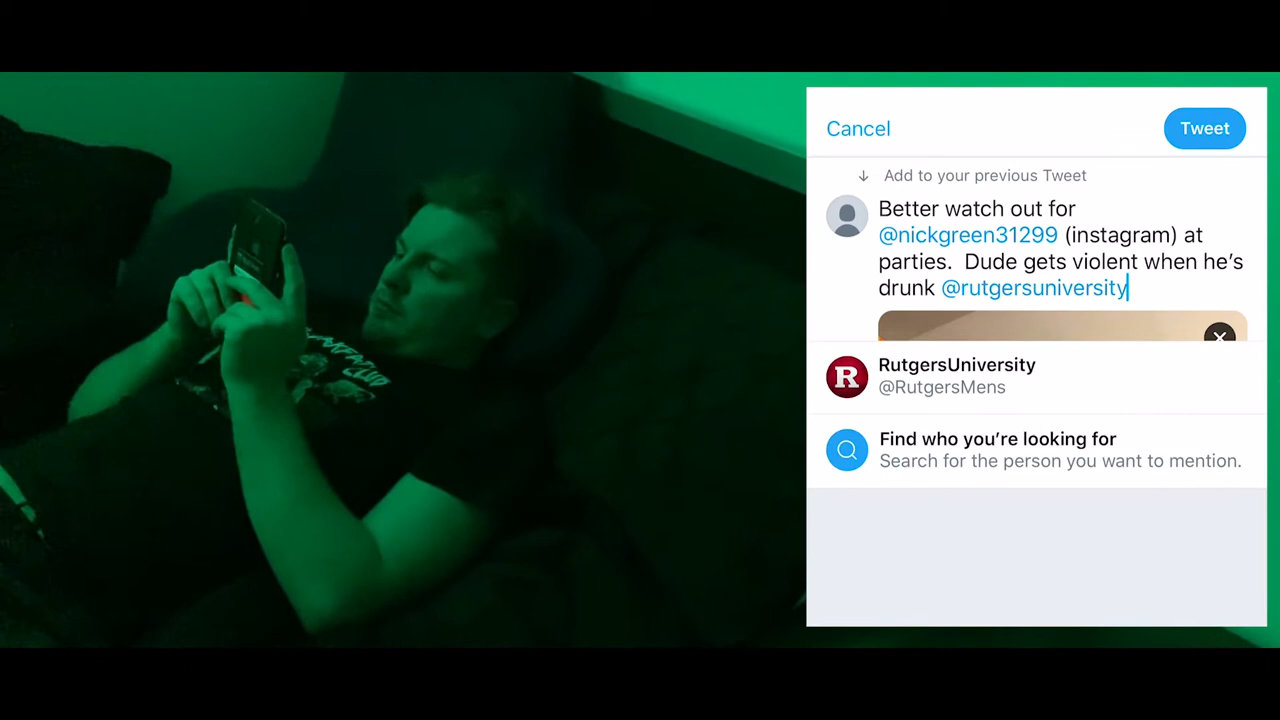 Cancel
Tweet
↓ Add to your previous Tweet
Better watch out for
@nickgreen31299 (instagram) at
parties.  Dude gets violent when he’s
drunk @rutgersuniversity
R
RutgersUniversity
@RutgersMens
Find who you’re looking for
Search for the person you want to mention.